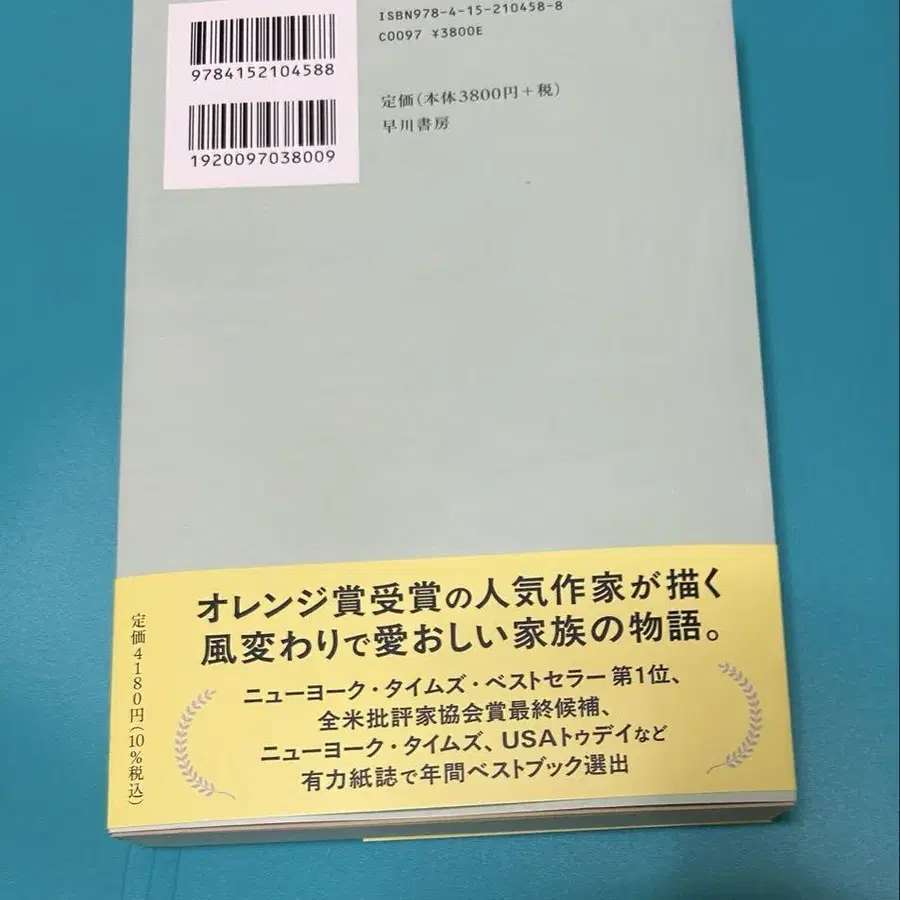 ISBN978-4-15-210458-8
C0097 ¥3800E
9784152104588
1920097038009
定価(本体3800円+税)
早川書房
オレンジ賞受賞の人気作家が描く
風変わりで愛おしい家族の物語。
ニューヨーク・タイムズ・ベストセラー 第1位、
全米批評家協会賞最終候補、
ニューヨーク・タイムズ、USAトゥデイなど
有力紙誌で年間ベストブック選出
定価4180円(10%税込)